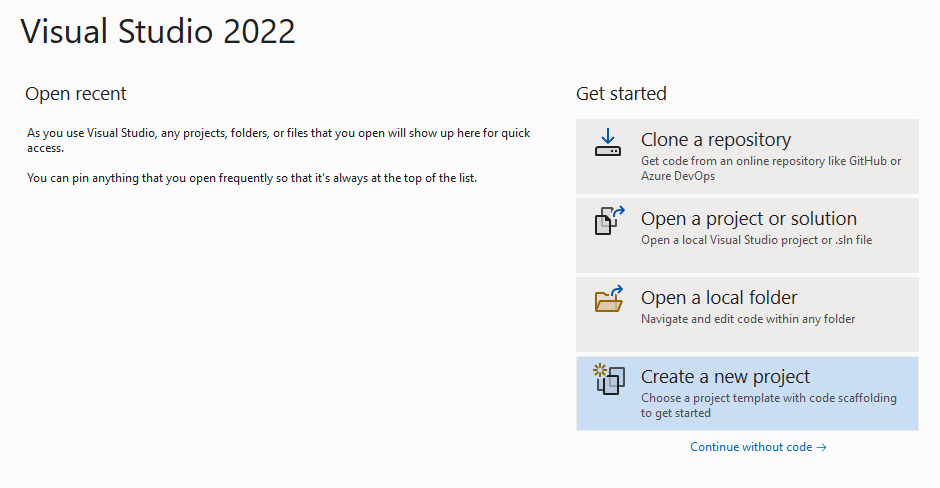 Visual Studio 2022
Open recent
As you use Visual Studio, any projects, folders, or files that you open will show up here for quick
access.
You can pin anything that you open frequently so that it's always at the top of the list.
Get started
Clone a repository
Get code from an online repository like GitHub or
Azure DevOps
Open a project or solution
Open a local Visual Studio project or .sln file
Open a local folder
Navigate and edit code within any folder
Create a new project
Choose a project template with code scaffolding
to get started
Continue without code →